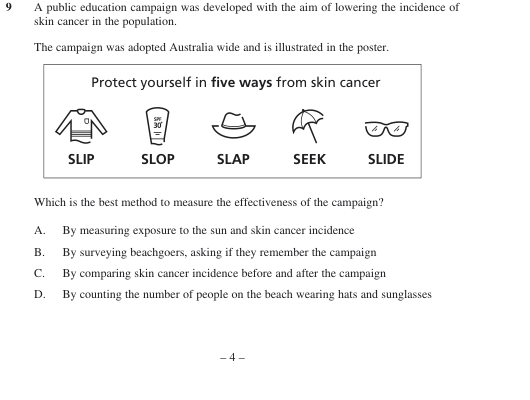 9 A public education campaign was developed with the aim of lowering the incidence of
skin cancer in the population.
The campaign was adopted Australia wide and is illustrated in the poster.
Protect yourself in five ways from skin cancer
SPF
30+
SLIP SLOP SLAP SEEK SLIDE
Which is the best method to measure the effectiveness of the campaign?
A. By measuring exposure to the sun and skin cancer incidence
B. By surveying beachgoers, asking if they remember the campaign
C. By comparing skin cancer incidence before and after the campaign
D. By counting the number of people on the beach wearing hats and sunglasses
– 4 –